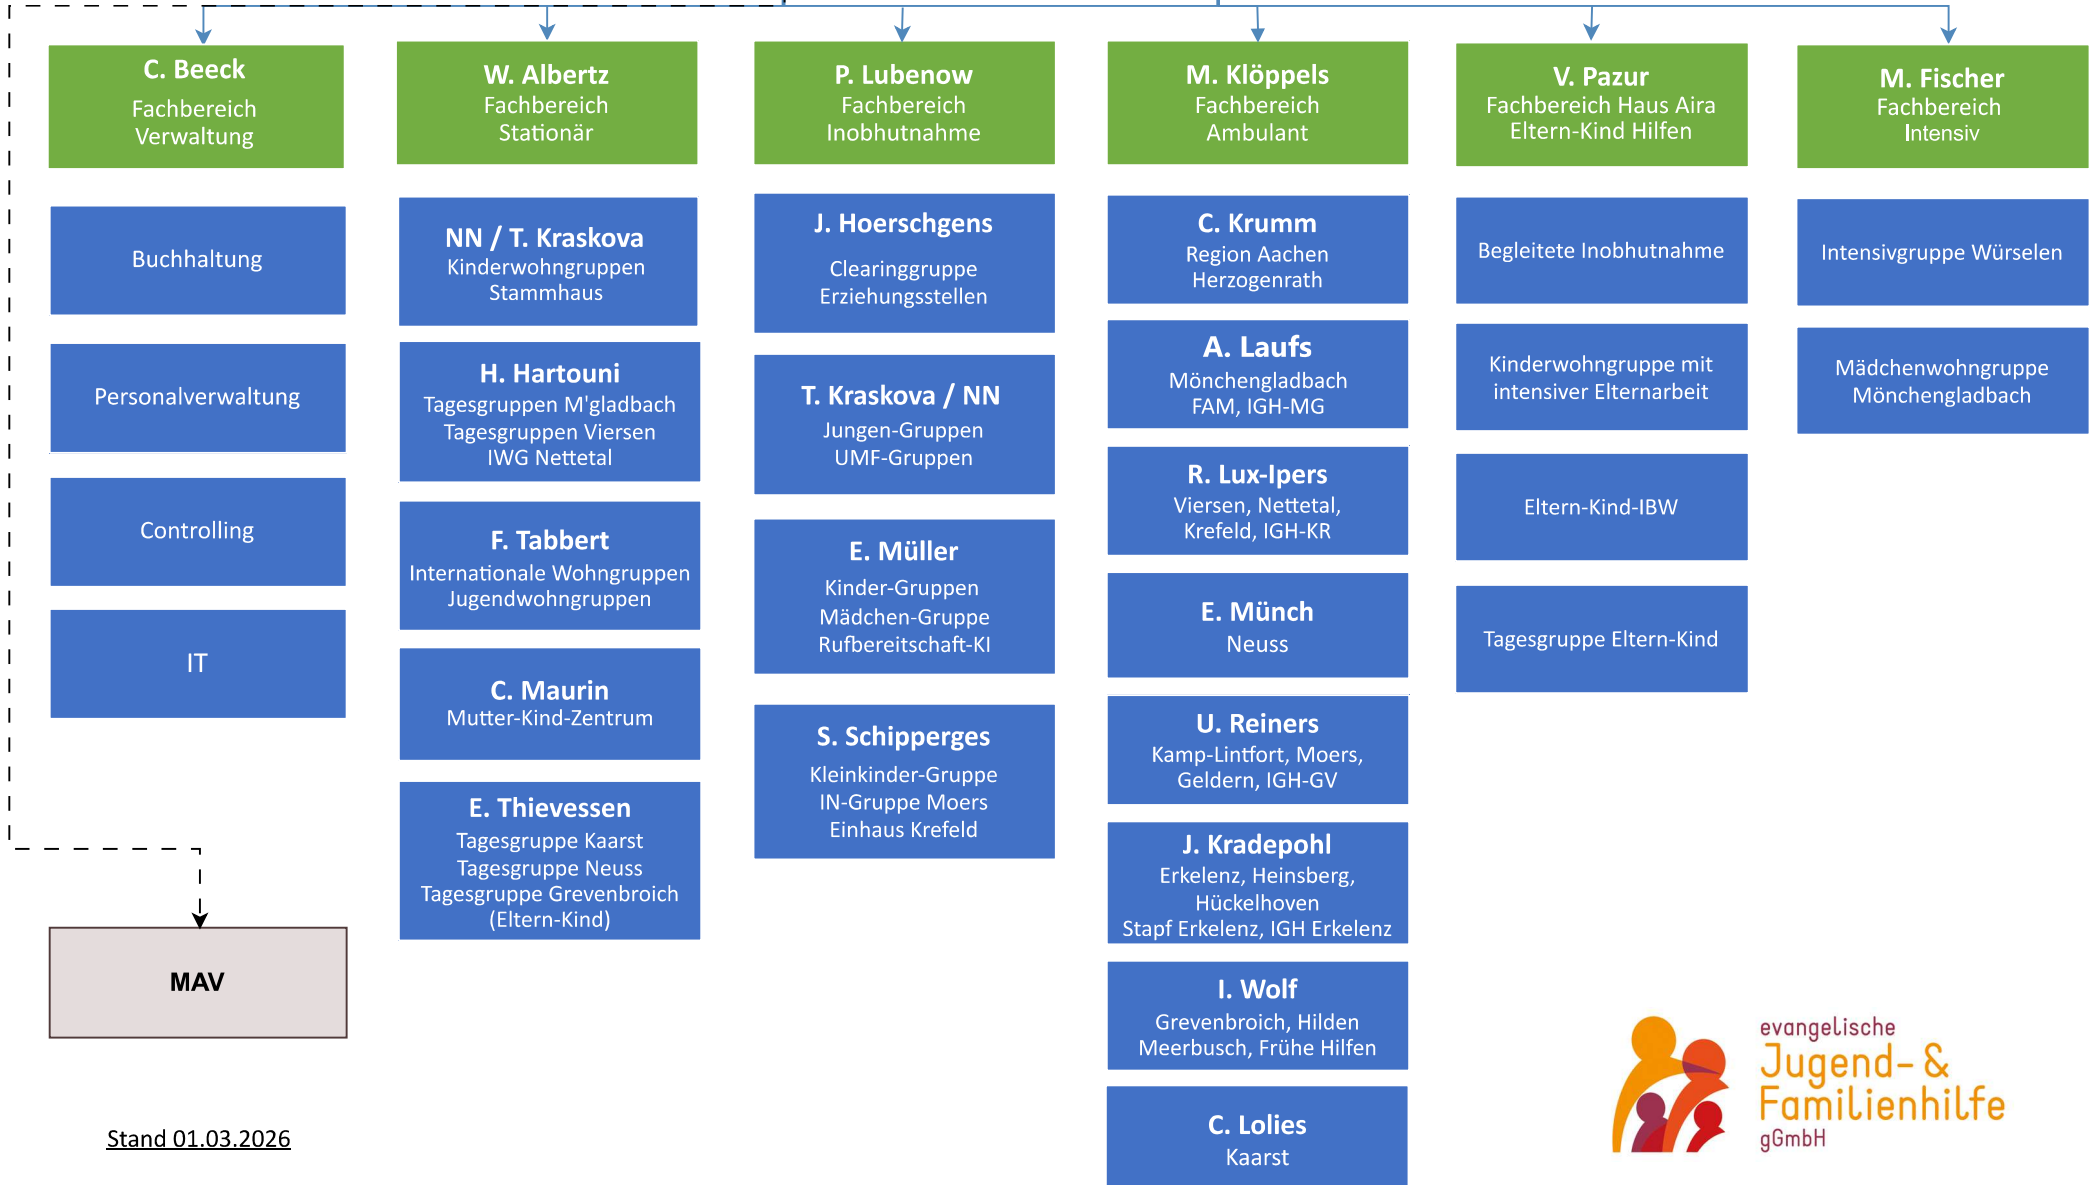 C. Beeck
Fachbereich
Verwaltung
Buchhaltung
Personalverwaltung
Controlling
IT
MAV
Stand 01.03.2026
W. Albertz
Fachbereich
Stationär
NN / T. Kraskova
Kinderwohngruppen
Stammhaus
H. Hartouni
Tagesgruppen M'gladbach
Tagesgruppen Viersen
IWG Nettetal
F. Tabbert
Internationale Wohngruppen
Jugendwohngruppen
C. Maurin
Mutter-Kind-Zentrum
E. Thievessen
Tagesgruppe Kaarst
Tagesgruppe Neuss
Tagesgruppe Grevenbroich
(Eltern-Kind)
P. Lubenow
Fachbereich
Inobhutnahme
J. Hoerschgens
Clearinggruppe
Erziehungsstellen
T. Kraskova / NN
Jungen-Gruppen
UMF-Gruppen
E. Müller
Kinder-Gruppen
Mädchen-Gruppe
Rufbereitschaft-KI
S. Schipperges
Kleinkinder-Gruppe
IN-Gruppe Moers
Einhaus Krefeld
M. Klöppels
Fachbereich
Ambulant
C. Krumm
Region Aachen
Herzogenrath
A. Laufs
Mönchengladbach
FAM, IGH-MG
R. Lux-Ipers
Viersen, Nettetal,
Krefeld, IGH-KR
E. Münch
Neuss
U. Reiners
Kamp-Lintfort, Moers,
Geldern, IGH-GV
J. Kradepohl
Erkelenz, Heinsberg,
Hückelhoven
Stapf Erkelenz, IGH Erkelenz
I. Wolf
Grevenbroich, Hilden
Meerbusch, Frühe Hilfen
C. Lolies
Kaarst
V. Pazur
Fachbereich Haus Aira
Eltern-Kind Hilfen
Begleitete Inobhutnahme
Kinderwohngruppe mit
intensiver Elternarbeit
Eltern-Kind-IBW
Tagesgruppe Eltern-Kind
M. Fischer
Fachbereich
Intensiv
Intensivgruppe Würselen
Mädchenwohngruppe
Mönchengladbach
evangelische
Jugend- &
Familienhilfe
gGmbH